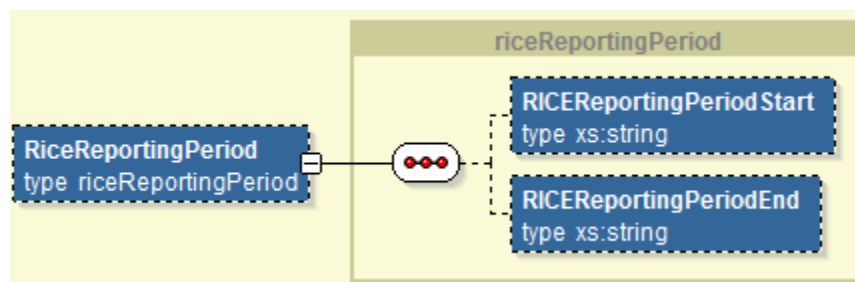 riceReportingPeriod
RICEReportingPeriodStart
type xs:string
RiceReportingPeriod
type riceReportingPeriod
RICEReportingPeriodEnd
type xs:string